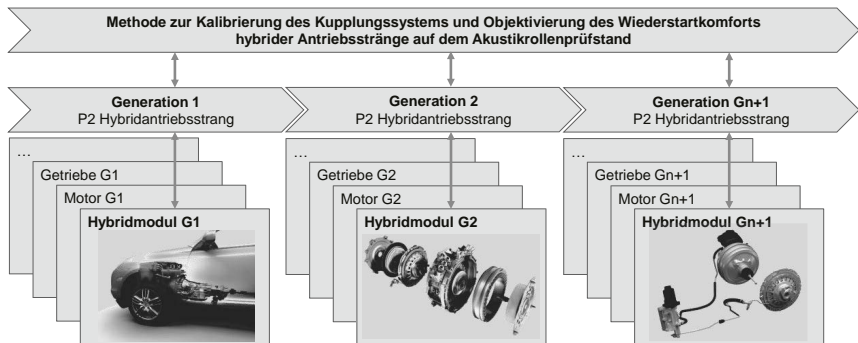 Methode zur Kalibrierung des Kupplungssystems und Objektivierung des Wiederstartkomforts
hybrider Antriebsstränge auf dem Akustikrollenprüfstand
Generation 1
P2 Hybridantriebsstrang
Generation 2
P2 Hybridantriebsstrang
Generation Gn+1
P2 Hybridantriebsstrang
...
Getriebe G1
Motor G1
Hybridmodul G1
...
Getriebe G2
Motor G2
Hybridmodul G2
...
Getriebe Gn+1
Motor Gn+1
Hybridmodul Gn+1